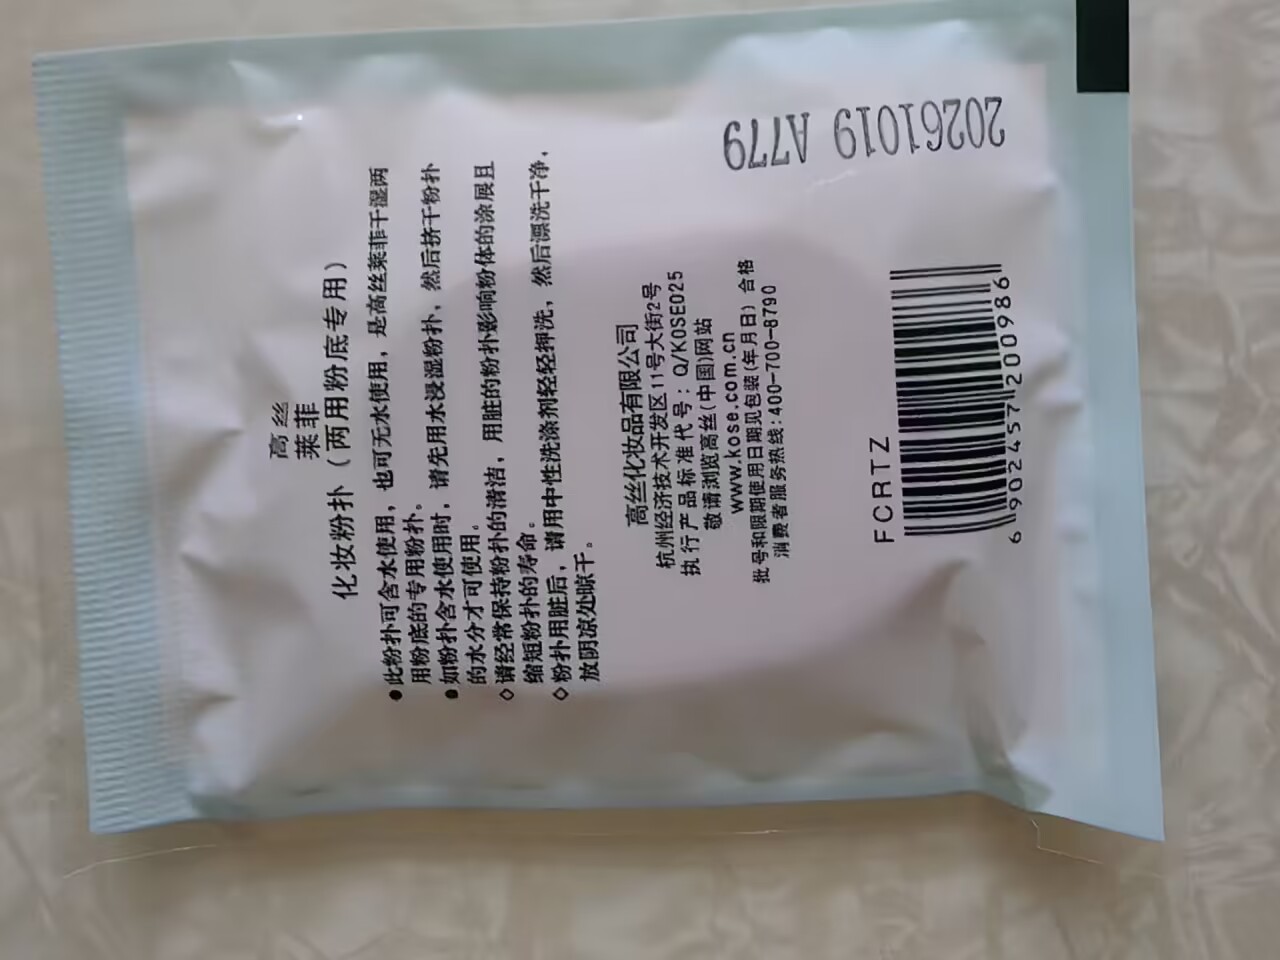 高丝
莱菲
化妆粉扑（两用粉底专用）
●此粉扑可含水使用，也可无水使用，是高丝莱菲干湿两
用粉底的专用粉扑。
●如粉扑含水使用时，请先用水浸湿粉扑，然后挤干粉扑
的水分才可使用。
◇请经常保持粉扑的清洁，用脏的粉扑影响粉体的涂展且
缩短粉扑的寿命。
◇粉扑用脏后，请用中性洗涤剂轻轻押洗，然后漂洗干净，
放阴凉处晾干。
高丝化妆品有限公司
杭州经济技术开发区11号大街2号
执行产品标准代号：Q/KOSE025
敬请浏览高丝(中国)网站
www.kose.com.cn
批号和限期使用日期见包装(年月日) 合格
消费者服务热线:400-700-8790
FCRTZ
6 902457 200986
20261019 A779